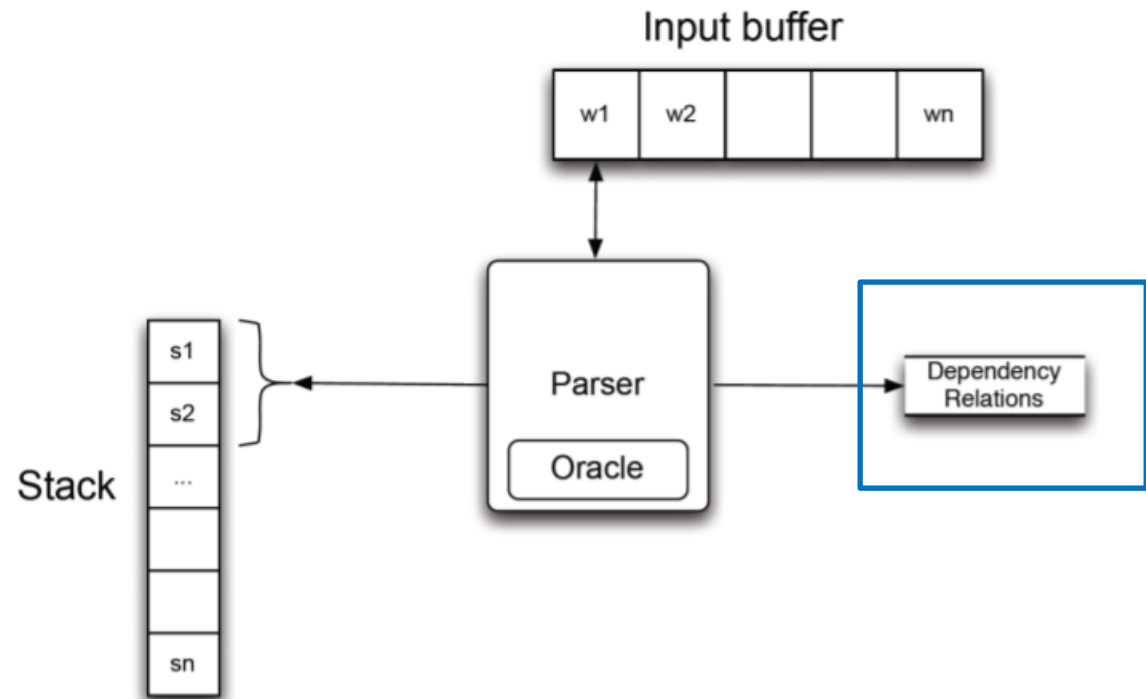 Input buffer
w1 w2 wn
s1
s2
Stack
...
sn
Parser
Oracle
Dependency
Relations